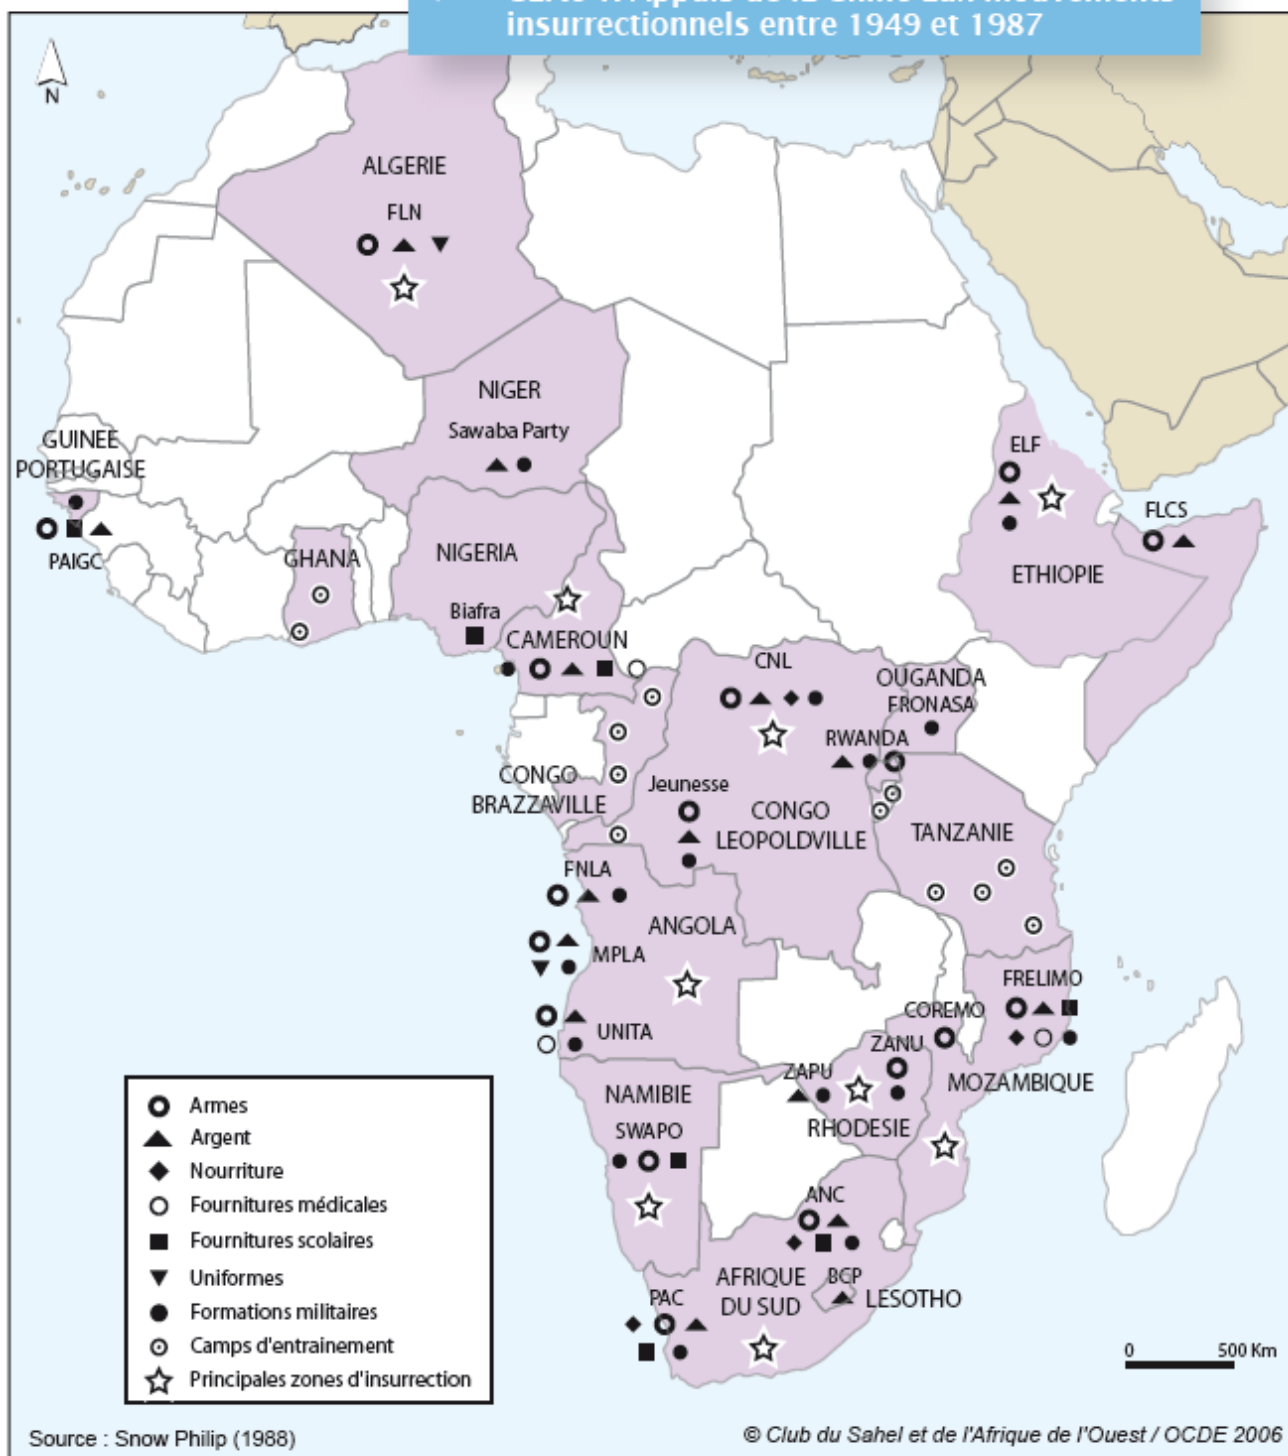 insurrectionnels entre 1949 et 1987
N
ALGERIE
FLN
NIGER
Sawaba Party
GUINEE
PORTUGAISE
PAIGC
GHANA
NIGERIA
Biafra
CAMEROUN
ELF
FLCS
ETHIOPIE
CNL
OUGANDA
FRONASA
RWANDA
CONGO
BRAZZAVILLE
Jeunesse
CONGO
LEOPOLDVILLE
TANZANIE
FNLA
ANGOLA
MPLA
UNITA
FRELIMO
COREMO
ZANU
ZAPU
MOZAMBIQUE
RHODESIE
NAMIBIE
SWAPO
ANC
AFRIQUE
DU SUD
BCP
LESOTHO
PAC
Armes
Argent
Nourriture
Fournitures médicales
Fournitures scolaires
Uniformes
Formations militaires
Camps d'entrainement
Principales zones d'insurrection
0 500 Km
Source : Snow Philip (1988)
© Club du Sahel et de l'Afrique de l'Ouest / OCDE 2006